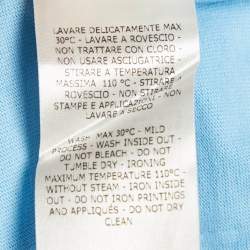 LAVARE DELICATAMENTE MAX
30°C - LAVARE A ROVESCIO -
NON TRATTARE CON CLORO -
NON USARE ASCIUGATRICE
- STIRARE A TEMPERATURA
MASSIMA 110 °C - STIRARE A
ROVESCIO - NON STIRARE
STAMPE E APPLICAZIONI - NON
LAVARE A SECCO
WASH MAX 30°C - MILD
PROCESS - WASH INSIDE OUT
- DO NOT BLEACH - DO NOT
TUMBLE DRY - IRONING
MAXIMUM TEMPERATURE 110°C -
WITHOUT STEAM - IRON INSIDE
OUT - DO NOT IRON PRINTING
AND APPLIQUÉS - DO NOT DRY
CLEAN